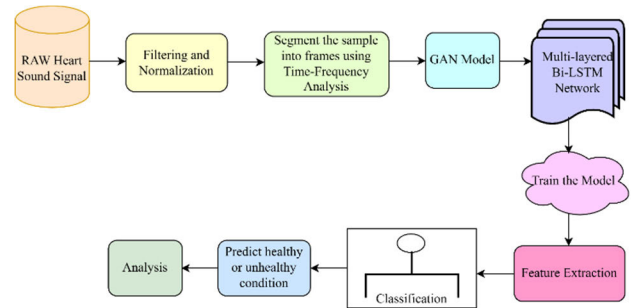 RAW Heart
Sound Signal
Filtering and
Normalization
Segment the sample
into frames using
Time-Frequency
Analysis
GAN Model
Multi-layered
Bi-LSTM
Network
Train the Model
Feature Extraction
Classification
Predict healthy
or unhealthy
condition
Analysis